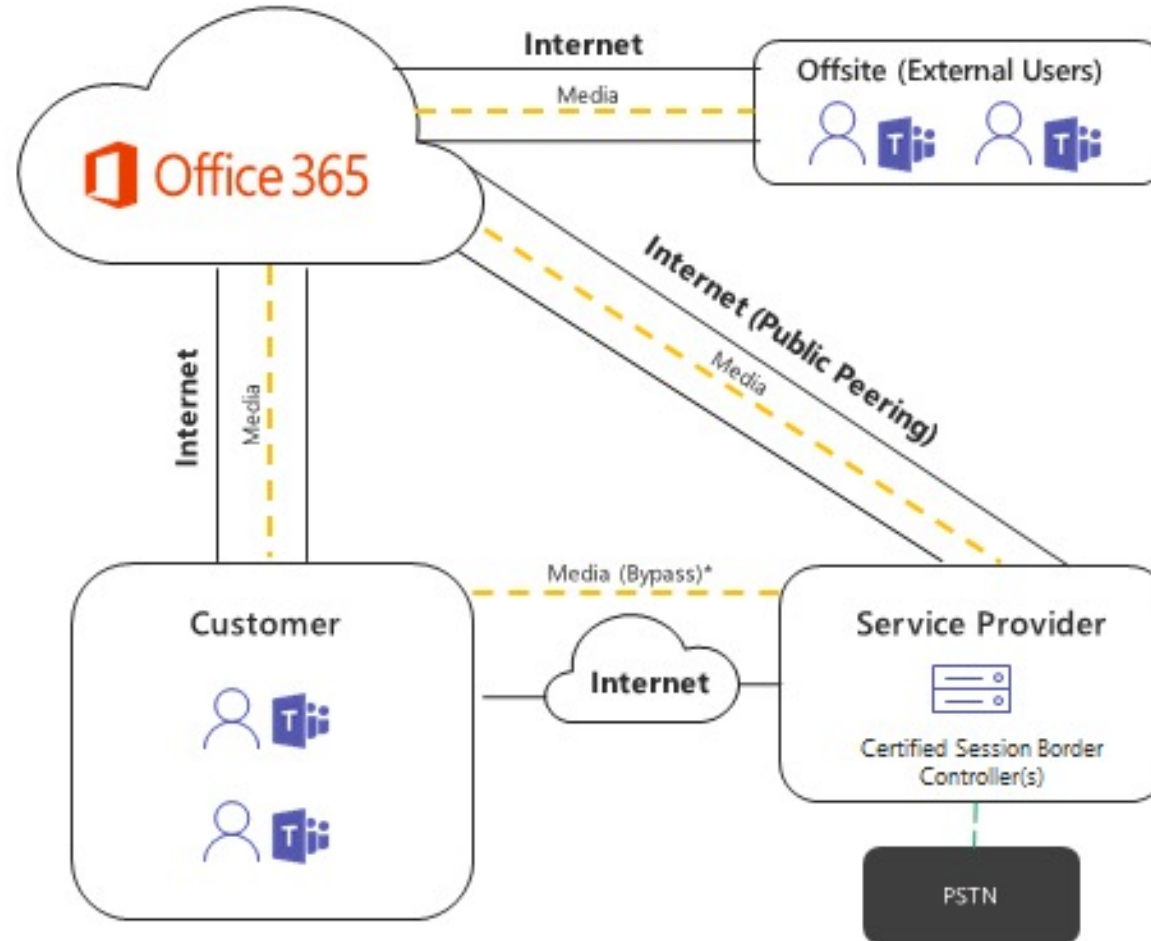 Internet
Media
Offsite (External Users)
T
T
Office 365
Internet (Public Peering)
Media
Internet
Media
Media (Bypass)*
Customer
T
T
Internet
Service Provider
Certified Session Border
Controller(s)
PSTN